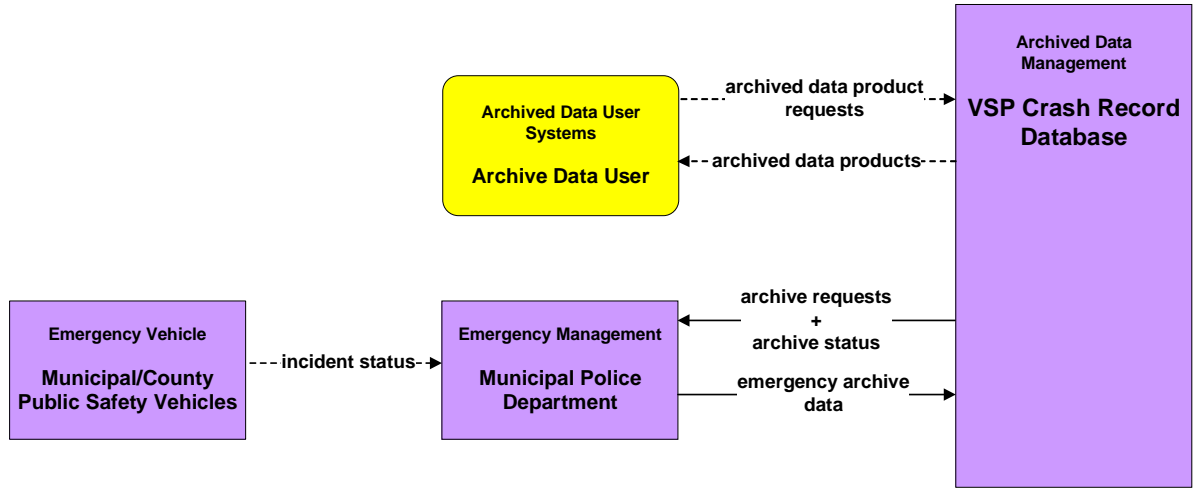 Archived Data
Management
VSP Crash Record
Database
archived data product
requests
Archived Data User
Systems
Archive Data User
archived data products
archive requests
+
archive status
Emergency Vehicle
Municipal/County
Public Safety Vehicles
incident status
Emergency Management
Municipal Police
Department
emergency archive
data